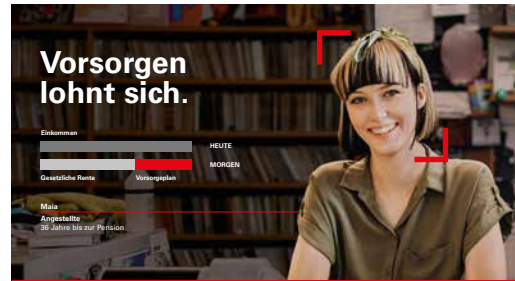 Vorsorgen
lohnt sich.
Einkommen
HEUTE
MORGEN
Gesetzliche Rente Vorsorgeplan
Maia
Angestellte
36 Jahre bis zur Pension